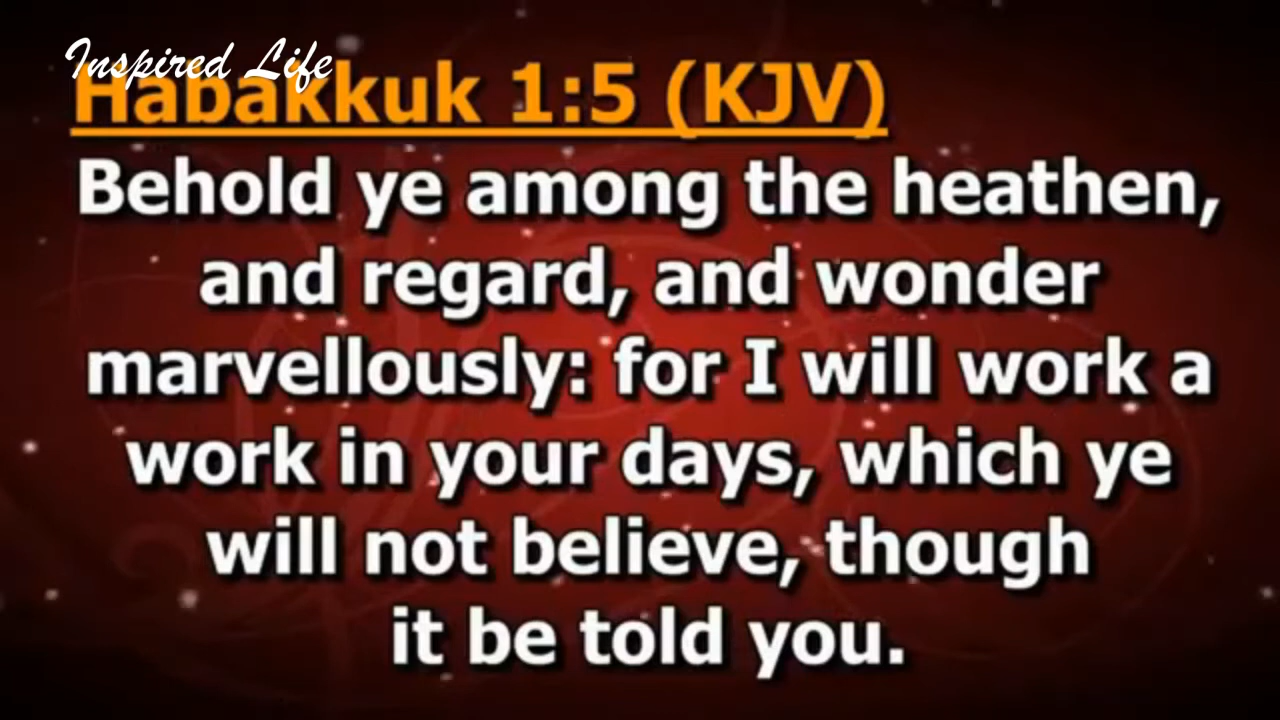 Inspired Life
Habakkuk 1:5 (KJV)
Behold ye among the heathen,
and regard, and wonder
marvellously: for I will work a
work in your days, which ye
will not believe, though
it be told you.